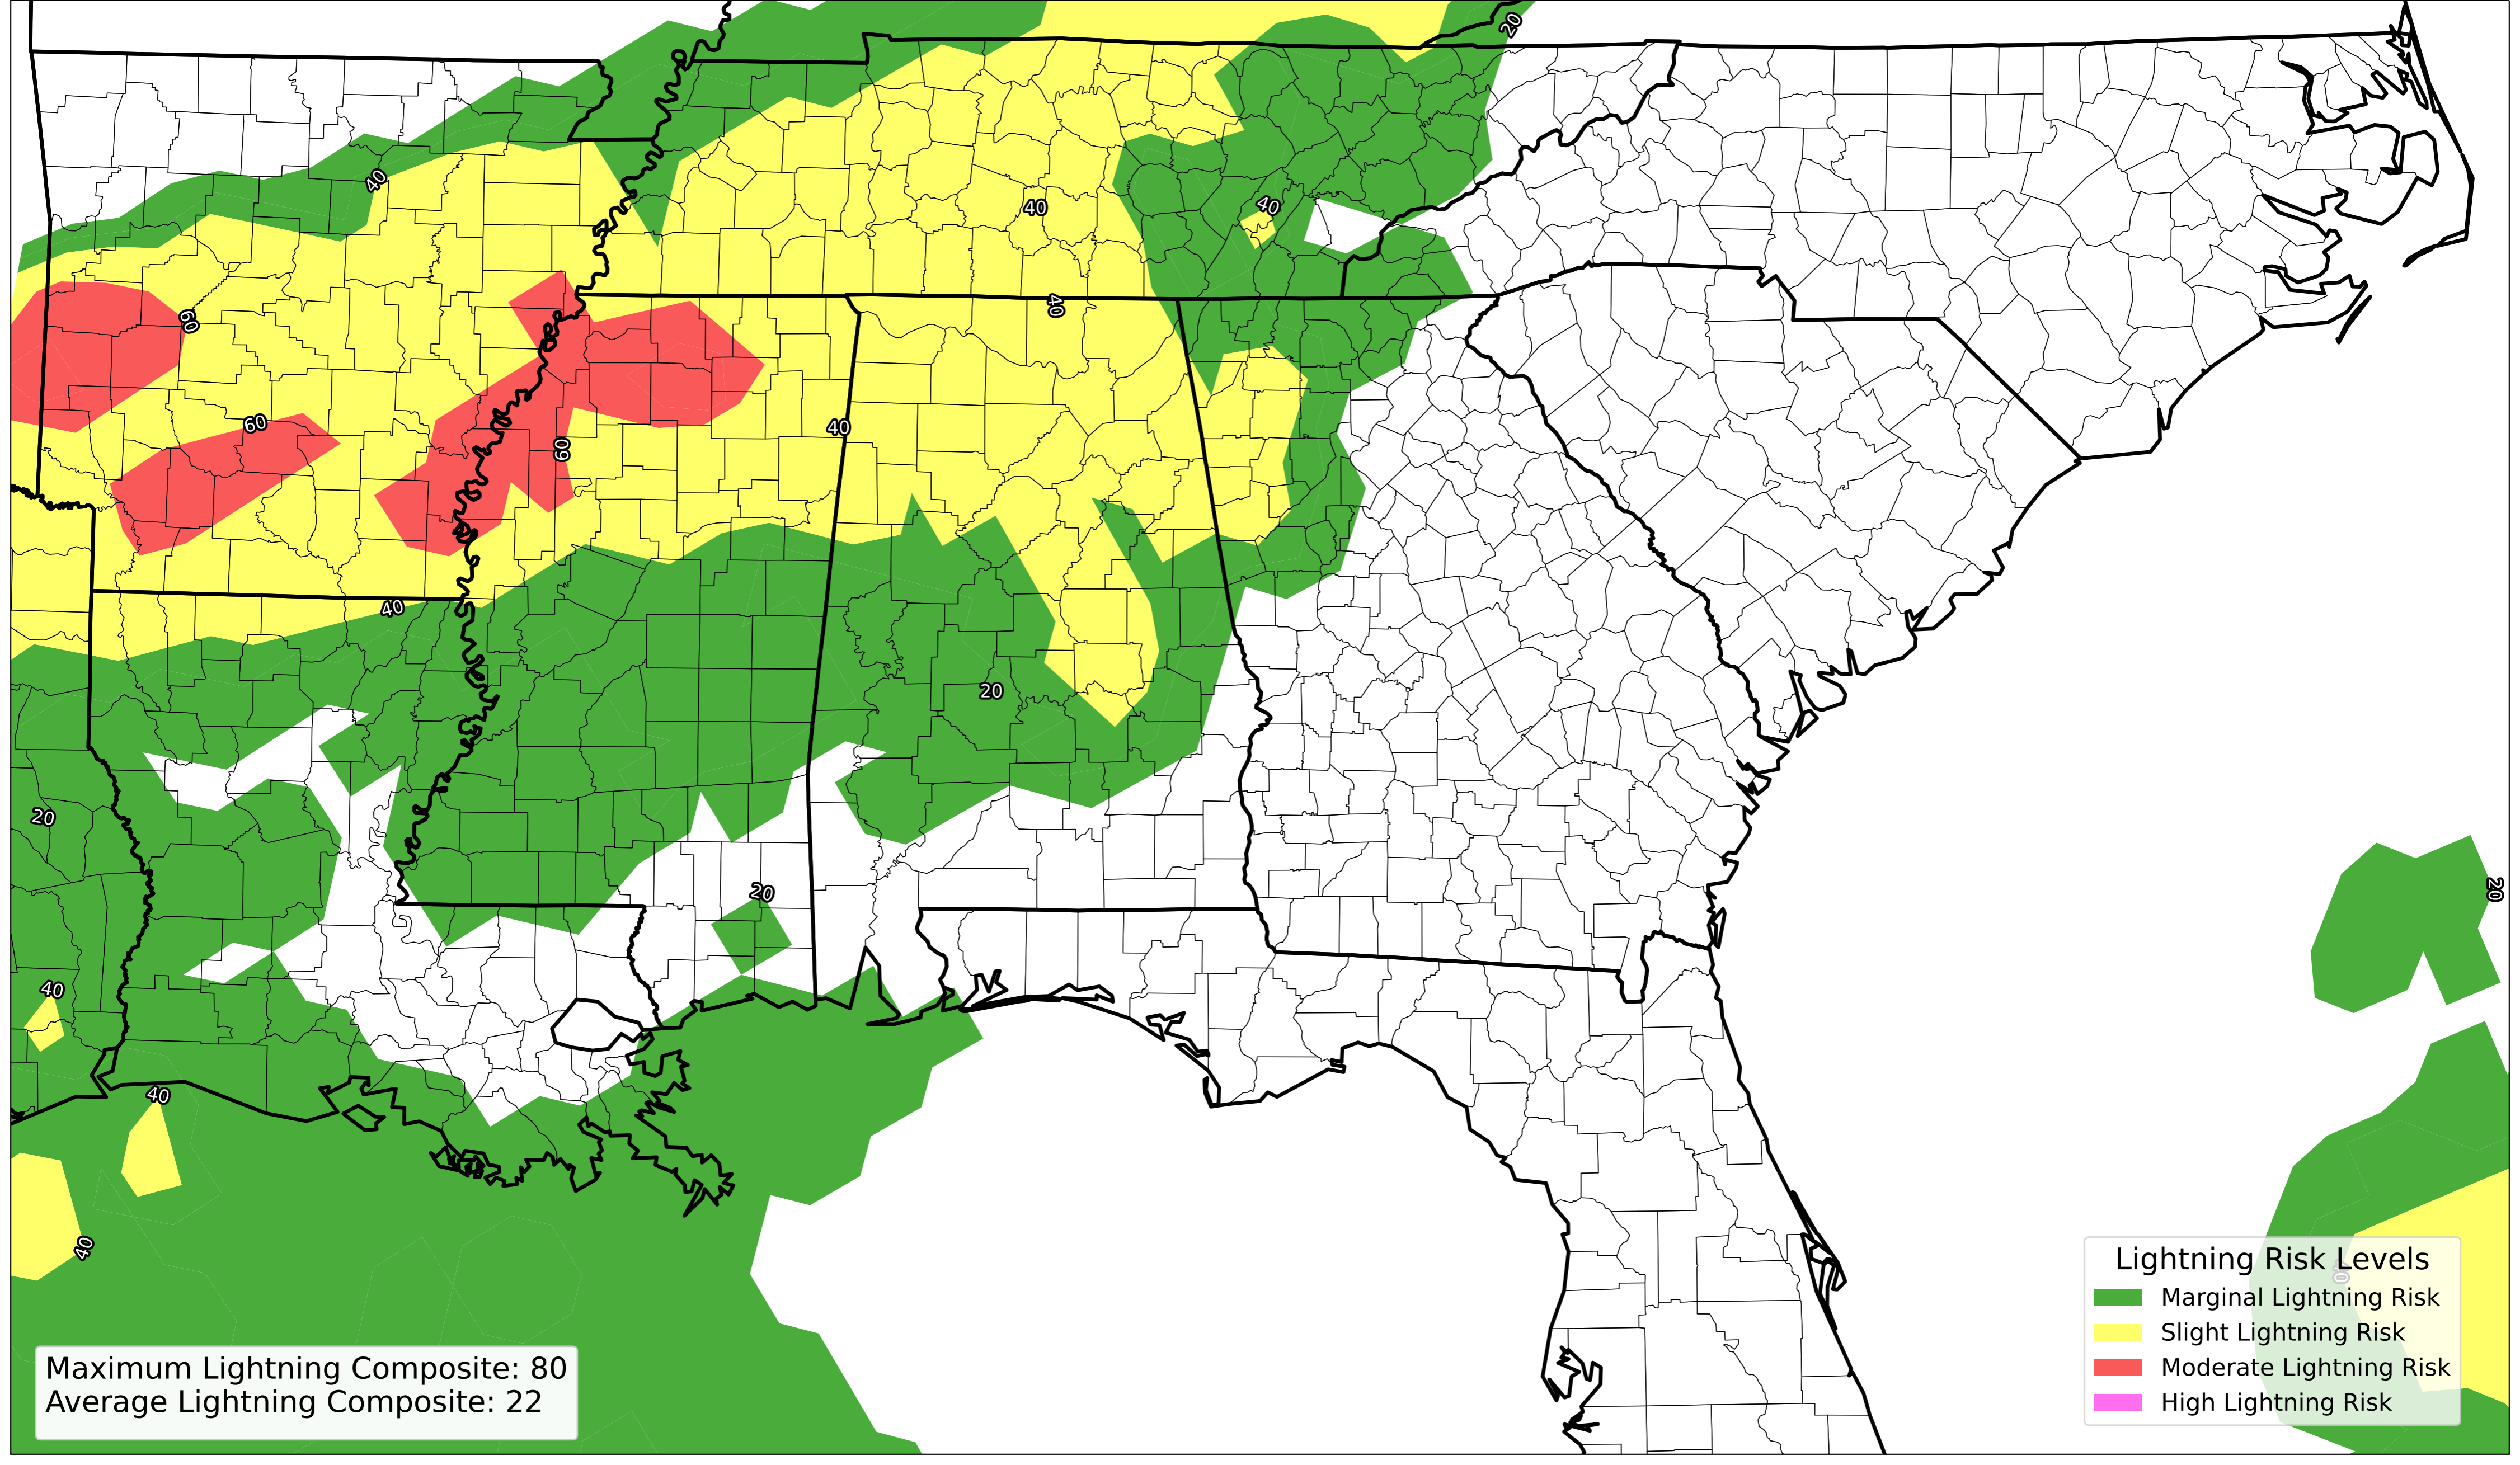 20
40
40
40
60
40
60
40
60
40
20
20
20
20
40
40
40
40
Lightning Risk Levels
Marginal Lightning Risk
Slight Lightning Risk
Moderate Lightning Risk
High Lightning Risk
Maximum Lightning Composite: 80
Average Lightning Composite: 22